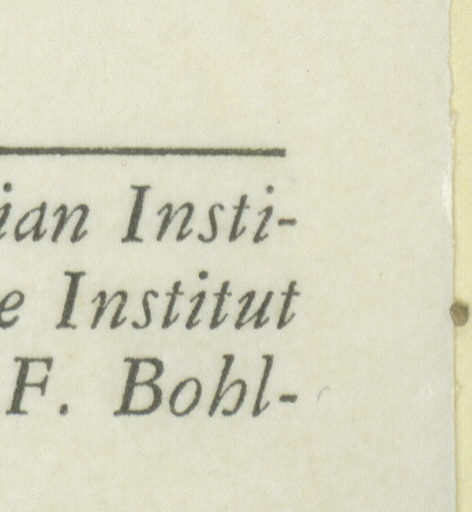 ian Insti-
e Institut
F. Bohl-